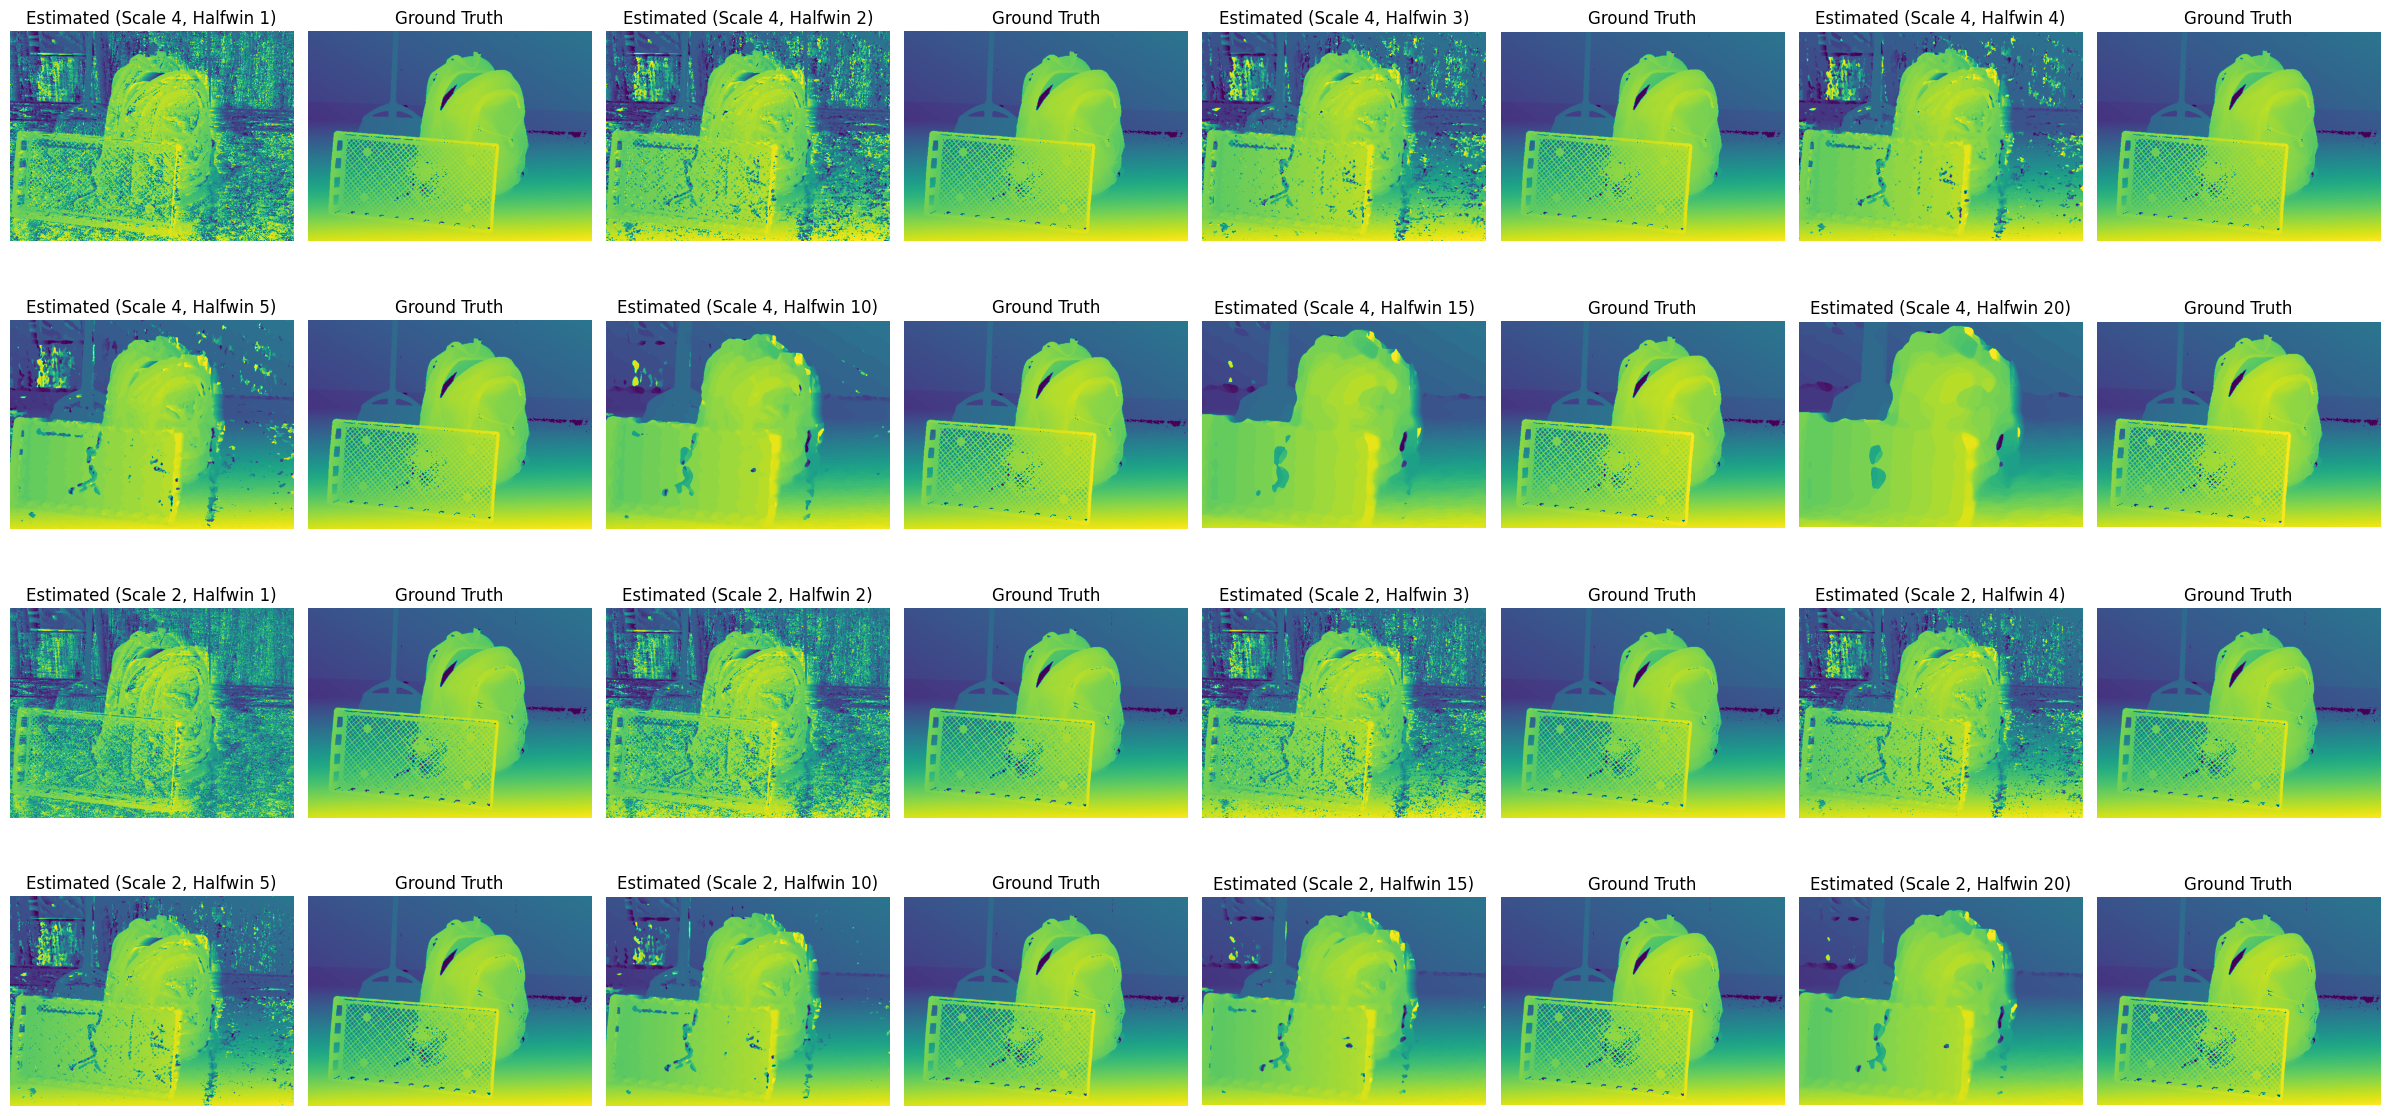 Estimated (Scale 4, Halfwin 1)
Ground Truth
Estimated (Scale 4, Halfwin 2)
Ground Truth
Estimated (Scale 4, Halfwin 3)
Ground Truth
Estimated (Scale 4, Halfwin 4)
Ground Truth
Estimated (Scale 4, Halfwin 5)
Ground Truth
Estimated (Scale 4, Halfwin 10)
Ground Truth
Estimated (Scale 4, Halfwin 15)
Ground Truth
Estimated (Scale 4, Halfwin 20)
Ground Truth
Estimated (Scale 2, Halfwin 1)
Ground Truth
Estimated (Scale 2, Halfwin 2)
Ground Truth
Estimated (Scale 2, Halfwin 3)
Ground Truth
Estimated (Scale 2, Halfwin 4)
Ground Truth
Estimated (Scale 2, Halfwin 5)
Ground Truth
Estimated (Scale 2, Halfwin 10)
Ground Truth
Estimated (Scale 2, Halfwin 15)
Ground Truth
Estimated (Scale 2, Halfwin 20)
Ground Truth